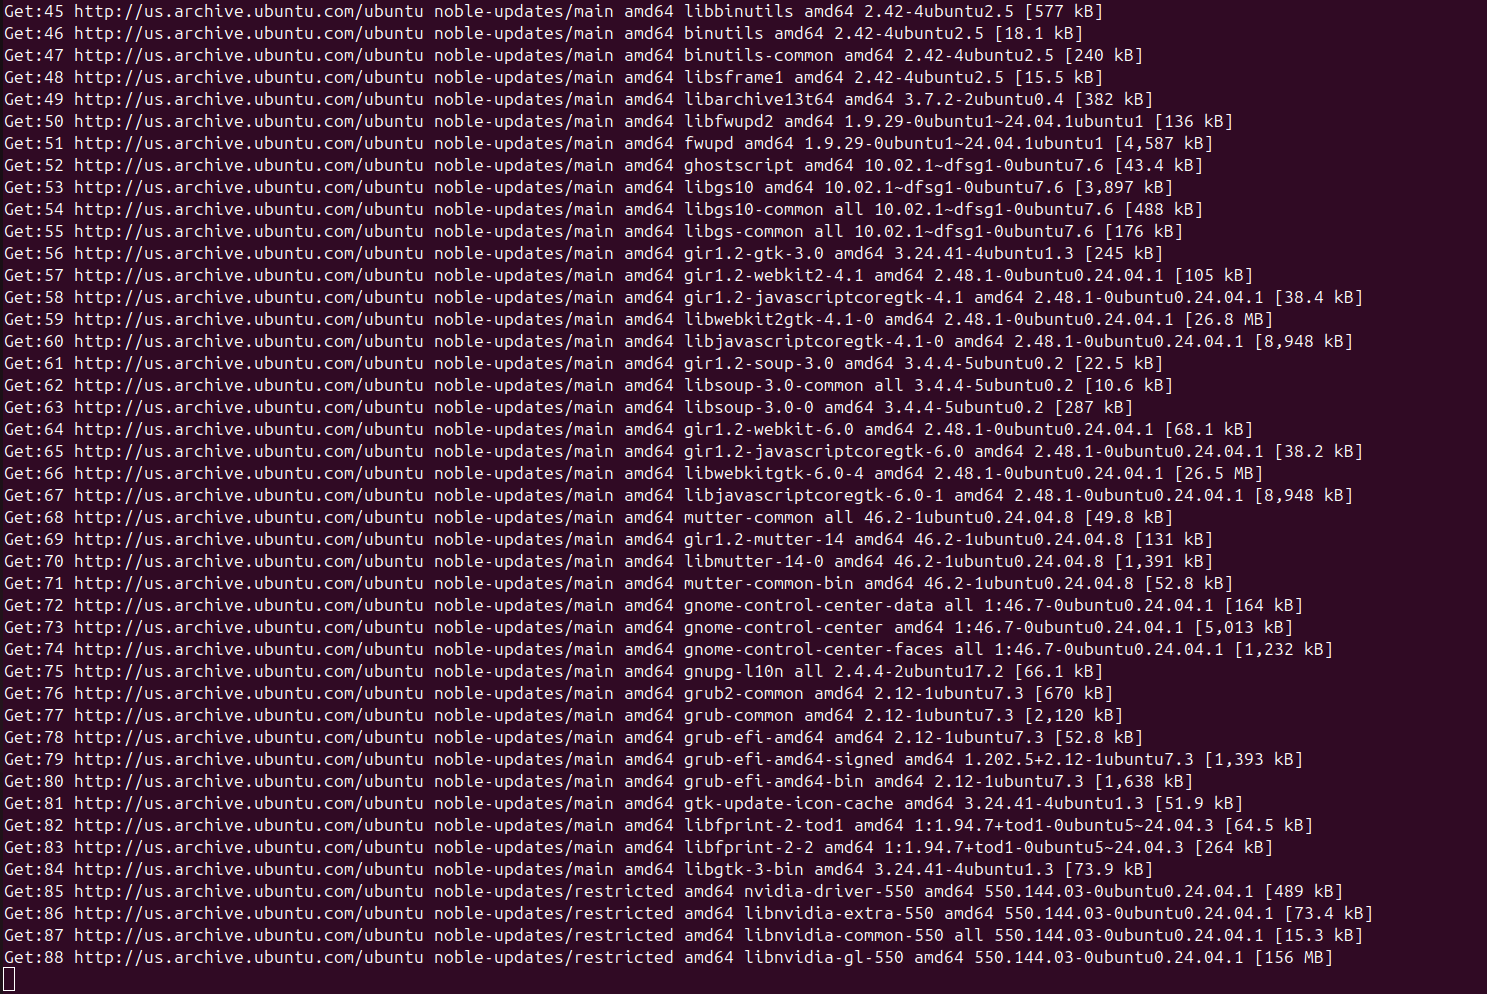 Get:45 http://us.archive.ubuntu.com/ubuntu noble-updates/main amd64 libbinutils amd64 2.42-4ubuntu2.5 [577 kB]
Get:46 http://us.archive.ubuntu.com/ubuntu noble-updates/main amd64 binutils amd64 2.42-4ubuntu2.5 [18.1 kB]
Get:47 http://us.archive.ubuntu.com/ubuntu noble-updates/main amd64 binutils-common amd64 2.42-4ubuntu2.5 [240 kB]
Get:48 http://us.archive.ubuntu.com/ubuntu noble-updates/main amd64 libsframe1 amd64 2.42-4ubuntu2.5 [15.5 kB]
Get:49 http://us.archive.ubuntu.com/ubuntu noble-updates/main amd64 libarchive13t64 amd64 3.7.2-2ubuntu0.4 [382 kB]
Get:50 http://us.archive.ubuntu.com/ubuntu noble-updates/main amd64 libfwupd2 amd64 1.9.29-0ubuntu1~24.04.1ubuntu1 [136 kB]
Get:51 http://us.archive.ubuntu.com/ubuntu noble-updates/main amd64 fwupd amd64 1.9.29-0ubuntu1~24.04.1ubuntu1 [4,587 kB]
Get:52 http://us.archive.ubuntu.com/ubuntu noble-updates/main amd64 ghostscript amd64 10.02.1~dfsg1-0ubuntu7.6 [43.4 kB]
Get:53 http://us.archive.ubuntu.com/ubuntu noble-updates/main amd64 libgs10 amd64 10.02.1~dfsg1-0ubuntu7.6 [3,897 kB]
Get:54 http://us.archive.ubuntu.com/ubuntu noble-updates/main amd64 libgs10-common all 10.02.1~dfsg1-0ubuntu7.6 [488 kB]
Get:55 http://us.archive.ubuntu.com/ubuntu noble-updates/main amd64 libgs-common all 10.02.1~dfsg1-0ubuntu7.6 [176 kB]
Get:56 http://us.archive.ubuntu.com/ubuntu noble-updates/main amd64 gir1.2-gtk-3.0 amd64 3.24.41-4ubuntu1.3 [245 kB]
Get:57 http://us.archive.ubuntu.com/ubuntu noble-updates/main amd64 gir1.2-webkit2-4.1 amd64 2.48.1-0ubuntu0.24.04.1 [105 kB]
Get:58 http://us.archive.ubuntu.com/ubuntu noble-updates/main amd64 gir1.2-javascriptcoregtk-4.1 amd64 2.48.1-0ubuntu0.24.04.1 [38.4 kB]
Get:59 http://us.archive.ubuntu.com/ubuntu noble-updates/main amd64 libwebkit2gtk-4.1-0 amd64 2.48.1-0ubuntu0.24.04.1 [26.8 MB]
Get:60 http://us.archive.ubuntu.com/ubuntu noble-updates/main amd64 libjavascriptcoregtk-4.1-0 amd64 2.48.1-0ubuntu0.24.04.1 [8,948 kB]
Get:61 http://us.archive.ubuntu.com/ubuntu noble-updates/main amd64 gir1.2-soup-3.0 amd64 3.4.4-5ubuntu0.2 [22.5 kB]
Get:62 http://us.archive.ubuntu.com/ubuntu noble-updates/main amd64 libsoup-3.0-common all 3.4.4-5ubuntu0.2 [10.6 kB]
Get:63 http://us.archive.ubuntu.com/ubuntu noble-updates/main amd64 libsoup-3.0-0 amd64 3.4.4-5ubuntu0.2 [287 kB]
Get:64 http://us.archive.ubuntu.com/ubuntu noble-updates/main amd64 gir1.2-webkit-6.0 amd64 2.48.1-0ubuntu0.24.04.1 [68.1 kB]
Get:65 http://us.archive.ubuntu.com/ubuntu noble-updates/main amd64 gir1.2-javascriptcoregtk-6.0 amd64 2.48.1-0ubuntu0.24.04.1 [38.2 kB]
Get:66 http://us.archive.ubuntu.com/ubuntu noble-updates/main amd64 libwebkitgtk-6.0-4 amd64 2.48.1-0ubuntu0.24.04.1 [26.5 MB]
Get:67 http://us.archive.ubuntu.com/ubuntu noble-updates/main amd64 libjavascriptcoregtk-6.0-1 amd64 2.48.1-0ubuntu0.24.04.1 [8,948 kB]
Get:68 http://us.archive.ubuntu.com/ubuntu noble-updates/main amd64 mutter-common all 46.2-1ubuntu0.24.04.8 [49.8 kB]
Get:69 http://us.archive.ubuntu.com/ubuntu noble-updates/main amd64 gir1.2-mutter-14 amd64 46.2-1ubuntu0.24.04.8 [131 kB]
Get:70 http://us.archive.ubuntu.com/ubuntu noble-updates/main amd64 libmutter-14-0 amd64 46.2-1ubuntu0.24.04.8 [1,391 kB]
Get:71 http://us.archive.ubuntu.com/ubuntu noble-updates/main amd64 mutter-common-bin amd64 46.2-1ubuntu0.24.04.8 [52.8 kB]
Get:72 http://us.archive.ubuntu.com/ubuntu noble-updates/main amd64 gnome-control-center-data all 1:46.7-0ubuntu0.24.04.1 [164 kB]
Get:73 http://us.archive.ubuntu.com/ubuntu noble-updates/main amd64 gnome-control-center amd64 1:46.7-0ubuntu0.24.04.1 [5,013 kB]
Get:74 http://us.archive.ubuntu.com/ubuntu noble-updates/main amd64 gnome-control-center-faces all 1:46.7-0ubuntu0.24.04.1 [1,232 kB]
Get:75 http://us.archive.ubuntu.com/ubuntu noble-updates/main amd64 gnupg-l10n all 2.4.4-2ubuntu17.2 [66.1 kB]
Get:76 http://us.archive.ubuntu.com/ubuntu noble-updates/main amd64 grub2-common amd64 2.12-1ubuntu7.3 [670 kB]
Get:77 http://us.archive.ubuntu.com/ubuntu noble-updates/main amd64 grub-common amd64 2.12-1ubuntu7.3 [2,120 kB]
Get:78 http://us.archive.ubuntu.com/ubuntu noble-updates/main amd64 grub-efi-amd64 amd64 2.12-1ubuntu7.3 [52.8 kB]
Get:79 http://us.archive.ubuntu.com/ubuntu noble-updates/main amd64 grub-efi-amd64-signed amd64 1.202.5+2.12-1ubuntu7.3 [1,393 kB]
Get:80 http://us.archive.ubuntu.com/ubuntu noble-updates/main amd64 grub-efi-amd64-bin amd64 2.12-1ubuntu7.3 [1,638 kB]
Get:81 http://us.archive.ubuntu.com/ubuntu noble-updates/main amd64 gtk-update-icon-cache amd64 3.24.41-4ubuntu1.3 [51.9 kB]
Get:82 http://us.archive.ubuntu.com/ubuntu noble-updates/main amd64 libfprint-2-tod1 amd64 1:1.94.7+tod1-0ubuntu5~24.04.3 [64.5 kB]
Get:83 http://us.archive.ubuntu.com/ubuntu noble-updates/main amd64 libfprint-2-2 amd64 1:1.94.7+tod1-0ubuntu5~24.04.3 [264 kB]
Get:84 http://us.archive.ubuntu.com/ubuntu noble-updates/main amd64 libgtk-3-bin amd64 3.24.41-4ubuntu1.3 [73.9 kB]
Get:85 http://us.archive.ubuntu.com/ubuntu noble-updates/restricted amd64 nvidia-driver-550 amd64 550.144.03-0ubuntu0.24.04.1 [489 kB]
Get:86 http://us.archive.ubuntu.com/ubuntu noble-updates/restricted amd64 libnvidia-extra-550 amd64 550.144.03-0ubuntu0.24.04.1 [73.4 kB]
Get:87 http://us.archive.ubuntu.com/ubuntu noble-updates/restricted amd64 libnvidia-common-550 all 550.144.03-0ubuntu0.24.04.1 [15.3 kB]
Get:88 http://us.archive.ubuntu.com/ubuntu noble-updates/restricted amd64 libnvidia-gl-550 amd64 550.144.03-0ubuntu0.24.04.1 [156 MB]